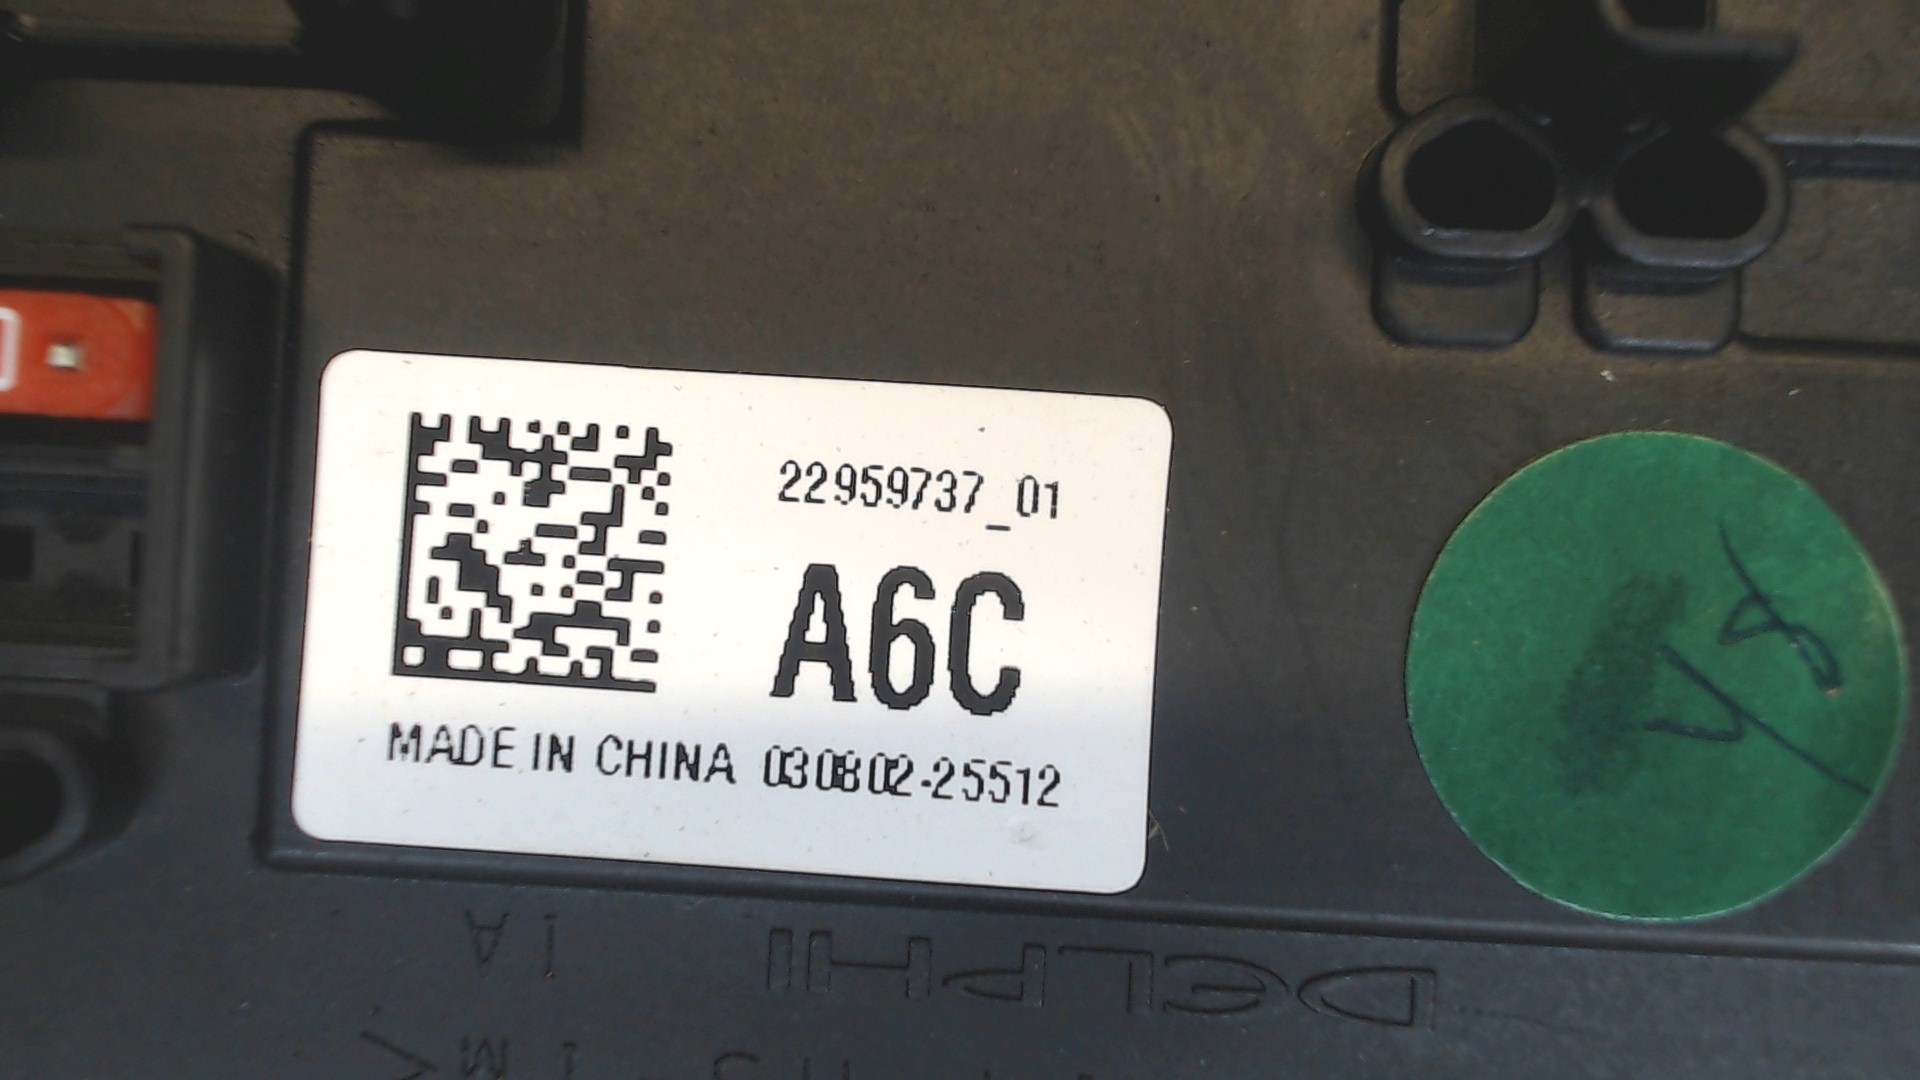 22959737_01
A6C
MADE IN CHINA 030802-25512
DELPHI
1A